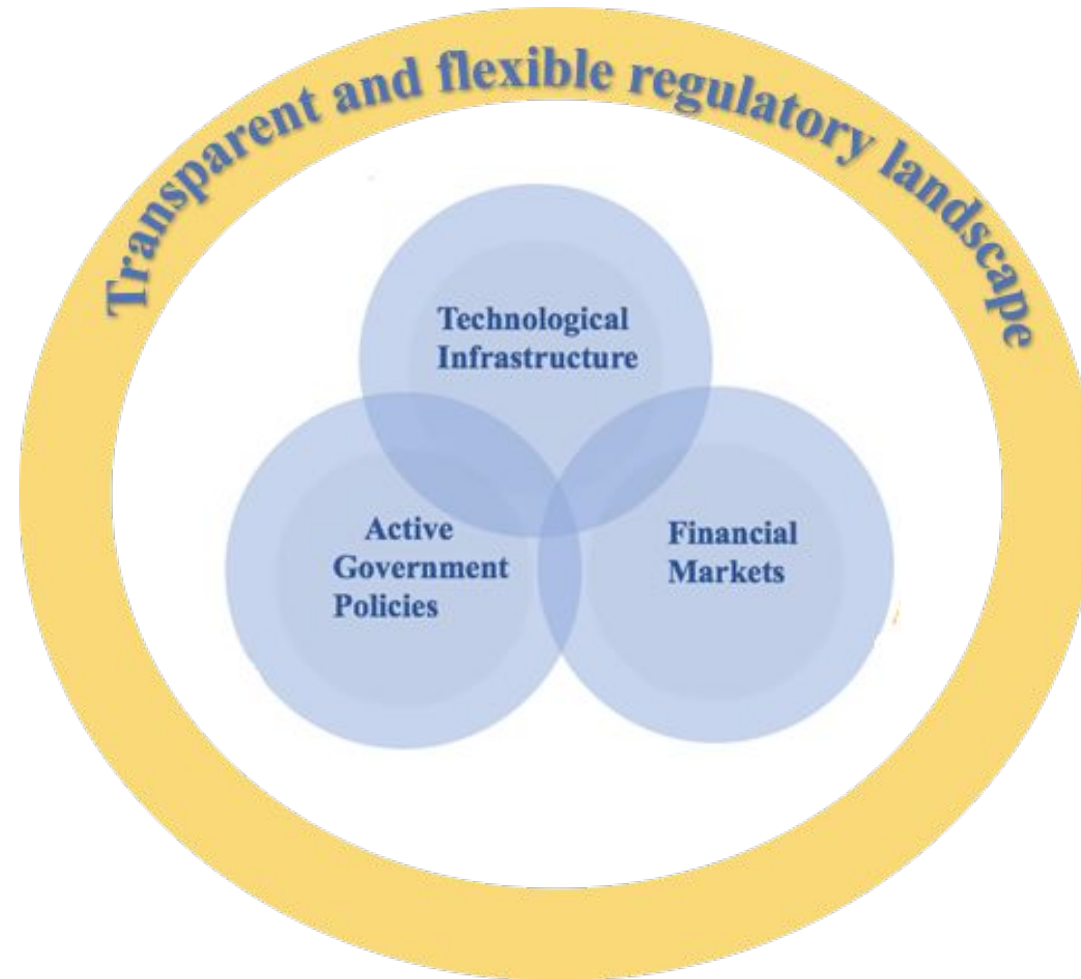 Transparent and flexible regulatory landscape
Technological
Infrastructure
Active
Government
Policies
Financial
Markets